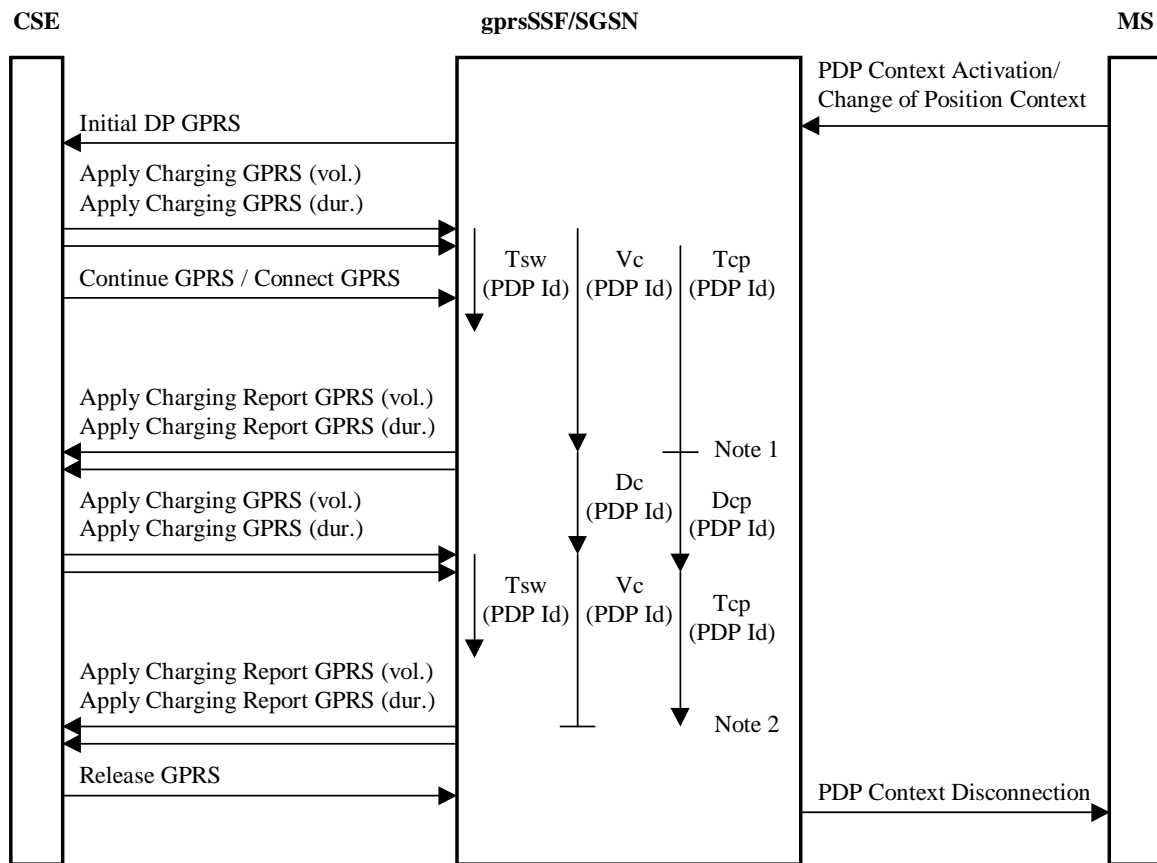 CSE
gprsSSF/SGSN
MS
PDP Context Activation/
Change of Position Context
Initial DP GPRS
Apply Charging GPRS (vol.)
Apply Charging GPRS (dur.)
Tsw
(PDP Id)
Vc
(PDP Id)
Tcp
(PDP Id)
Continue GPRS / Connect GPRS
Apply Charging Report GPRS (vol.)
Apply Charging Report GPRS (dur.)
Note 1
Dc
(PDP Id)
Dcp
(PDP Id)
Apply Charging GPRS (vol.)
Apply Charging GPRS (dur.)
Tsw
(PDP Id)
Vc
(PDP Id)
Tcp
(PDP Id)
Apply Charging Report GPRS (vol.)
Apply Charging Report GPRS (dur.)
Note 2
Release GPRS
PDP Context Disconnection